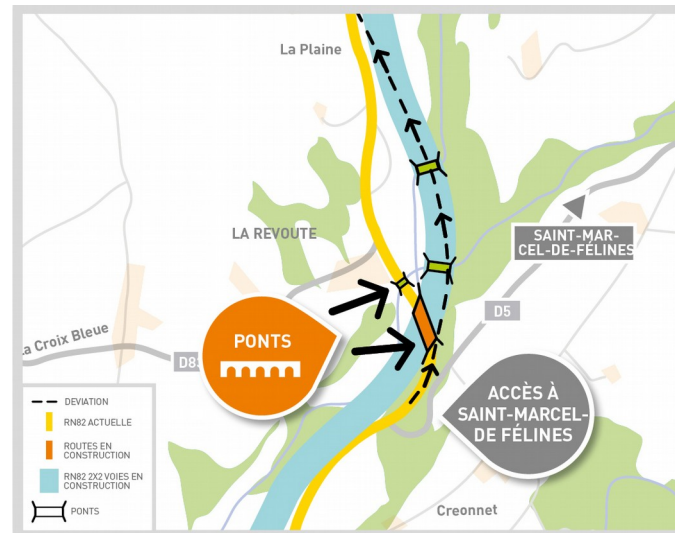 La Plaine
LA REVOUTE
SAINT-MAR-
CEL-DE-FÉLINES
D5
PONTS
La Croix Bleue
D8
ACCÈS À
SAINT-MARCEL-
DE FÉLINES
DEVIATION
RN82 ACTUELLE
ROUTES EN
CONSTRUCTION
RN82 2X2 VOIES EN
CONSTRUCTION
PONTS
Creonnet